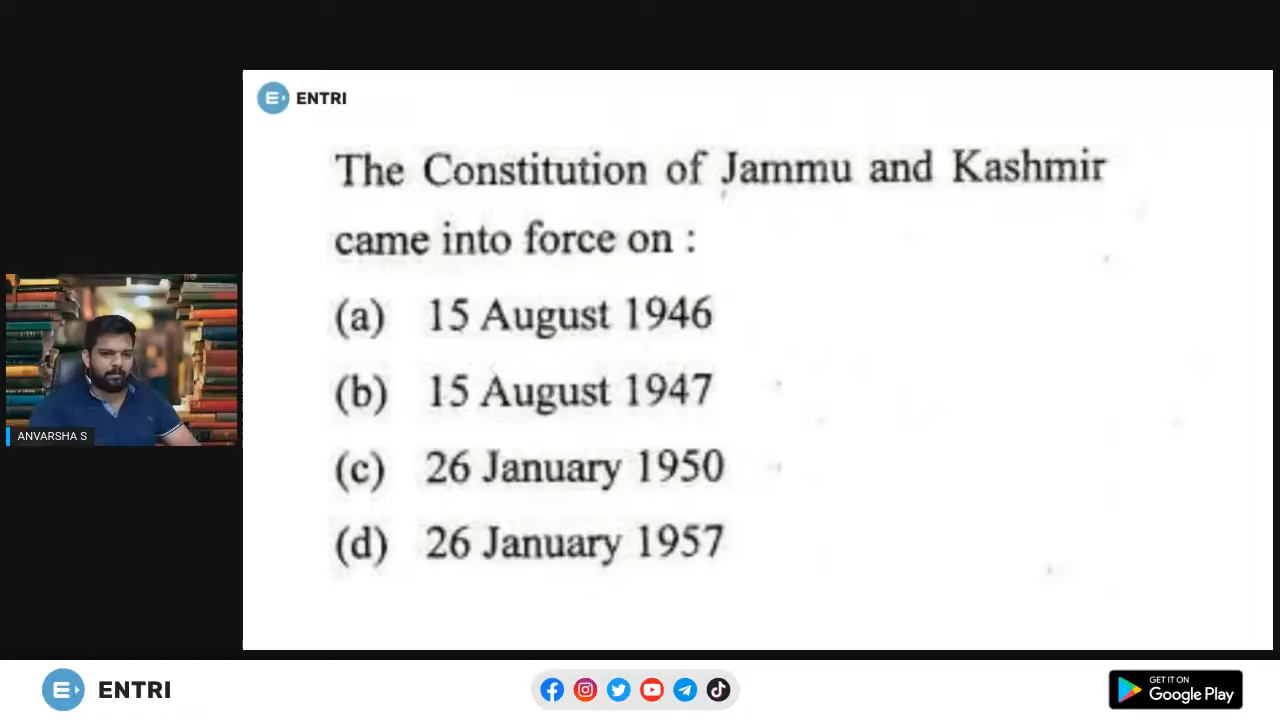 ENTRI
The Constitution of Jammu and Kashmir
came into force on :
(a) 15 August 1946
(b) 15 August 1947
(c) 26 January 1950
(d) 26 January 1957
ANVARSHA S
ENTRI
GET IT ON
Google Play